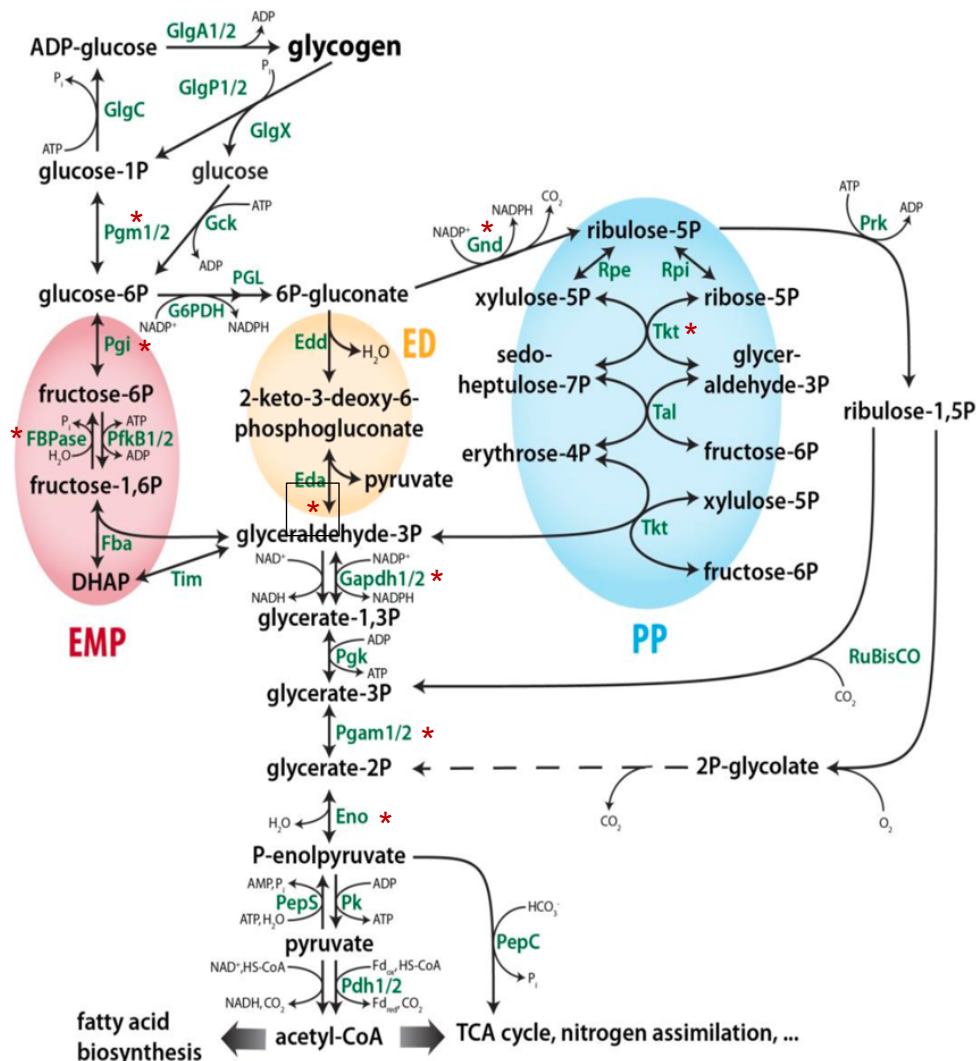 ADP-glucose
GlgA1/2
ADP
glycogen
Pi
GlgC
ATP
GlgP1/2
Pi
GlgX
glucose-1P
glucose
*
Pgm1/2
Gck
ATP
ADP
glucose-6P
PGL
G6PDH
NADP⁺
NADPH
6P-gluconate
NADP⁺
Gnd
*
NADPH
CO₂
ribulose-5P
ATP
Prk
ADP
Rpe
Rpi
xylulose-5P
ribose-5P
Tkt *
sedo-
heptulose-7P
glycer-
aldehyde-3P
Tal
erythrose-4P
fructose-6P
xylulose-5P
Tkt
fructose-6P
PP
ribulose-1,5P
Pgi *
fructose-6P
* FBPase
Pi
H₂O
PfkB1/2
ATP
ADP
fructose-1,6P
Fba
DHAP
Tim
EMP
Edd
H₂O
ED
2-keto-3-deoxy-6-
phosphogluconate
Eda
pyruvate
*
glyceraldehyde-3P
NAD⁺
NADH
NADP⁺
Gapdh1/2 *
NADPH
glycerate-1,3P
ADP
Pgk
ATP
glycerate-3P
RuBisCO
CO₂
Pgam1/2 *
glycerate-2P
2P-glycolate
CO₂
O₂
H₂O
Eno *
P-enolpyruvate
AMP,Pi
PepS
ATP,H₂O
ADP
Pk
ATP
HCO₃⁻
PepC
Pi
pyruvate
NAD⁺,HS-CoA
NADH,CO₂
Fdox,HS-CoA
Pdh1/2
Fdred,CO₂
fatty acid
biosynthesis
acetyl-CoA
TCA cycle, nitrogen assimilation, ...